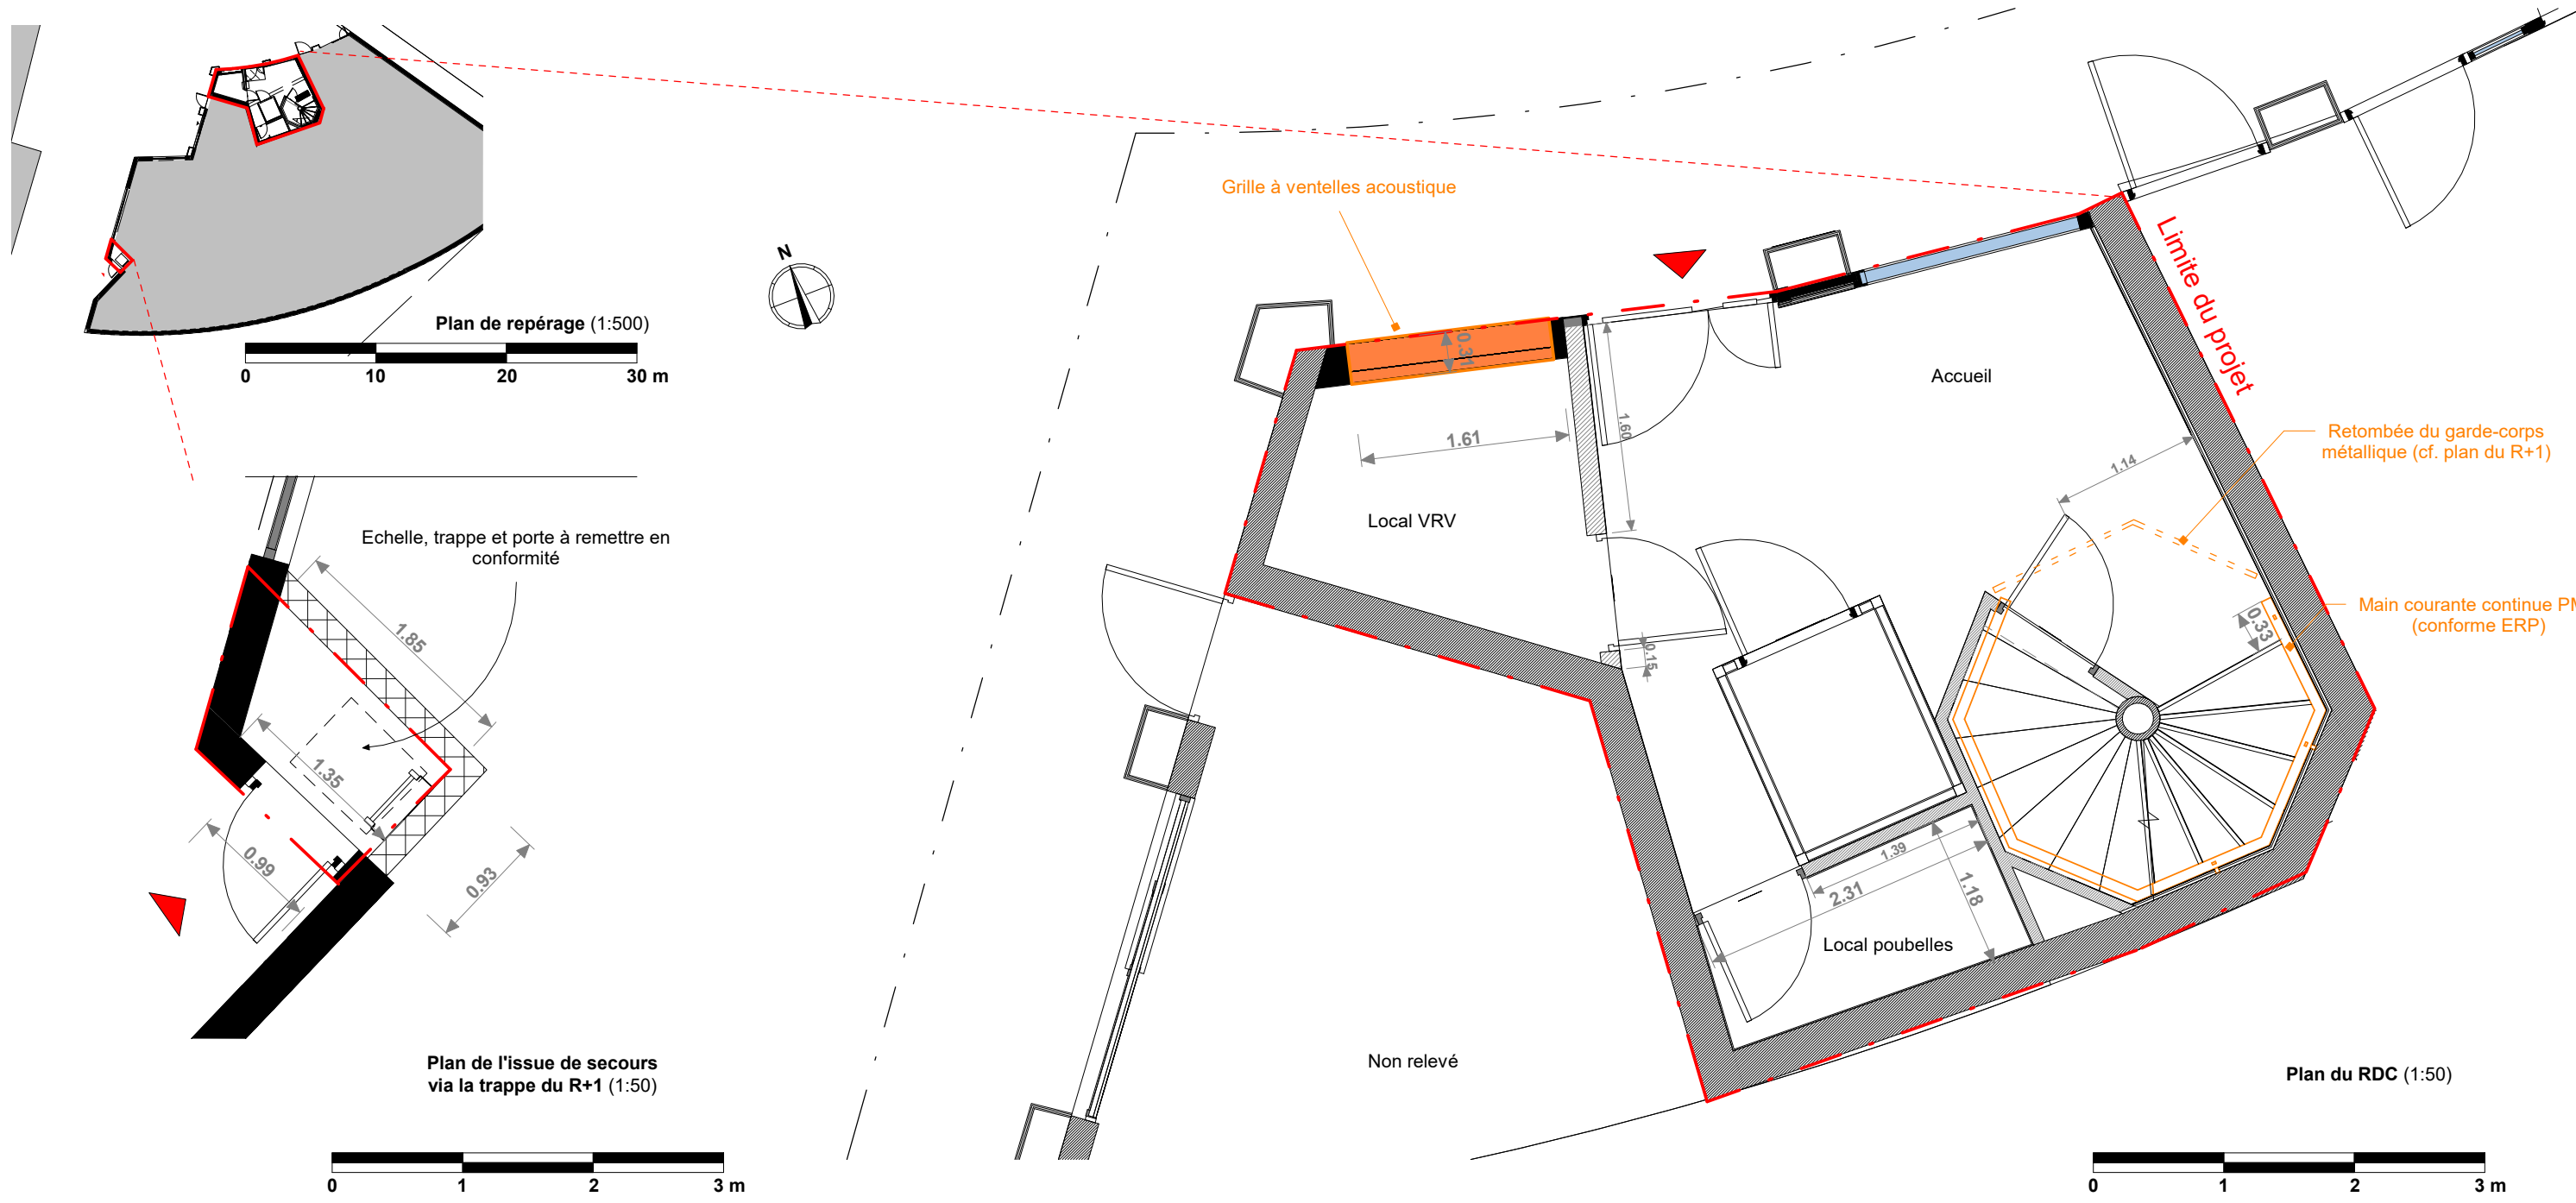 N
Plan de repérage (1:500)
0 10 20 30 m
Echelle, trappe et porte à remettre en
conformité
1.85
1.35
0.99
0.93
Plan de l'issue de secours
via la trappe du R+1 (1:50)
0 1 2 3 m
Grille à ventelles acoustique
0.31
1.61
1.60
Local VRV
Accueil
Limite du projet
Retombée du garde-corps
métallique (cf. plan du R+1)
1.14
Main courante continue PM
(conforme ERP)
0.33
0.15
1.39
2.31
1.18
Local poubelles
Non relevé
Plan du RDC (1:50)
0 1 2 3 m